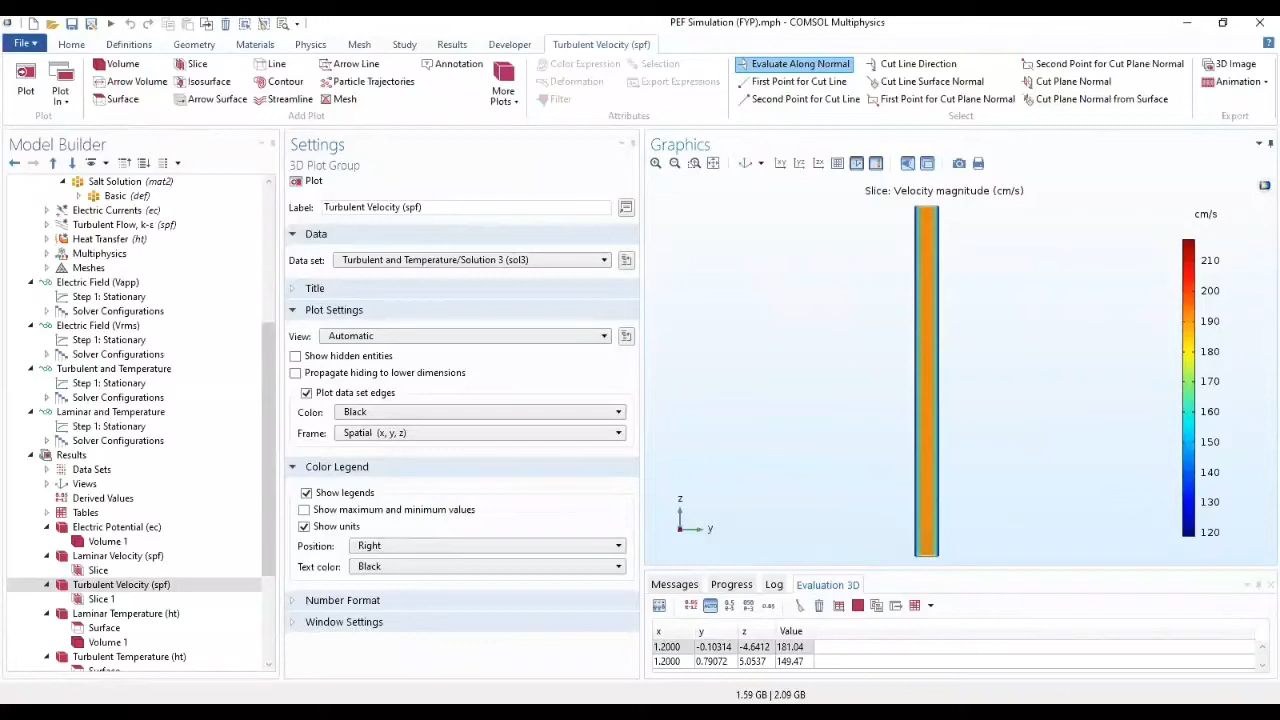 PEF Simulation (FYP).mph - COMSOL Multiphysics
File Home Definitions Geometry Materials Physics Mesh Study Results Developer Turbulent Velocity (spf)
Volume Slice Line Arrow Line Annotation Color Expression Selection Evaluate Along Normal Cut Line Direction Second Point for Cut Plane Normal 3D Image
Arrow Volume Isosurface Contour Particle Trajectories Deformation Export Expressions First Point for Cut Line Cut Line Surface Normal Cut Plane Normal Animation
Plot Plot In More Plots
Surface Arrow Surface Streamline Mesh Filter Second Point for Cut Line First Point for Cut Plane Normal Cut Plane Normal from Surface
Plot Add Plot Attributes Select Export
Model Builder
Salt Solution (mat2)
Basic (def)
Electric Currents (ec)
Turbulent Flow, k-ε (spf)
Heat Transfer (ht)
Multiphysics
Meshes
Electric Field (Vapp)
Step 1: Stationary
Solver Configurations
Electric Field (Vrms)
Step 1: Stationary
Solver Configurations
Turbulent and Temperature
Step 1: Stationary
Solver Configurations
Laminar and Temperature
Step 1: Stationary
Solver Configurations
Results
Data Sets
Views
Derived Values
Tables
Electric Potential (ec)
Volume 1
Laminar Velocity (spf)
Slice
Turbulent Velocity (spf)
Slice 1
Laminar Temperature (ht)
Surface
Volume 1
Turbulent Temperature (ht)
Surface
Settings
3D Plot Group
Plot
Label: Turbulent Velocity (spf)
Data
Data set: Turbulent and Temperature/Solution 3 (sol3)
Title
Plot Settings
View: Automatic
Show hidden entities
Propagate hiding to lower dimensions
Plot data set edges
Color: Black
Frame: Spatial (x, y, z)
Color Legend
Show legends
Show maximum and minimum values
Show units
Position: Right
Text color: Black
Number Format
Window Settings
Graphics
Slice: Velocity magnitude (cm/s)
cm/s
210
200
190
180
170
160
150
140
130
120
z
y
Messages Progress Log Evaluation 3D
x y z Value
1.2000 -0.10314 -4.6412 181.04
1.2000 0.79072 5.0537 149.47
1.59 GB | 2.09 GB